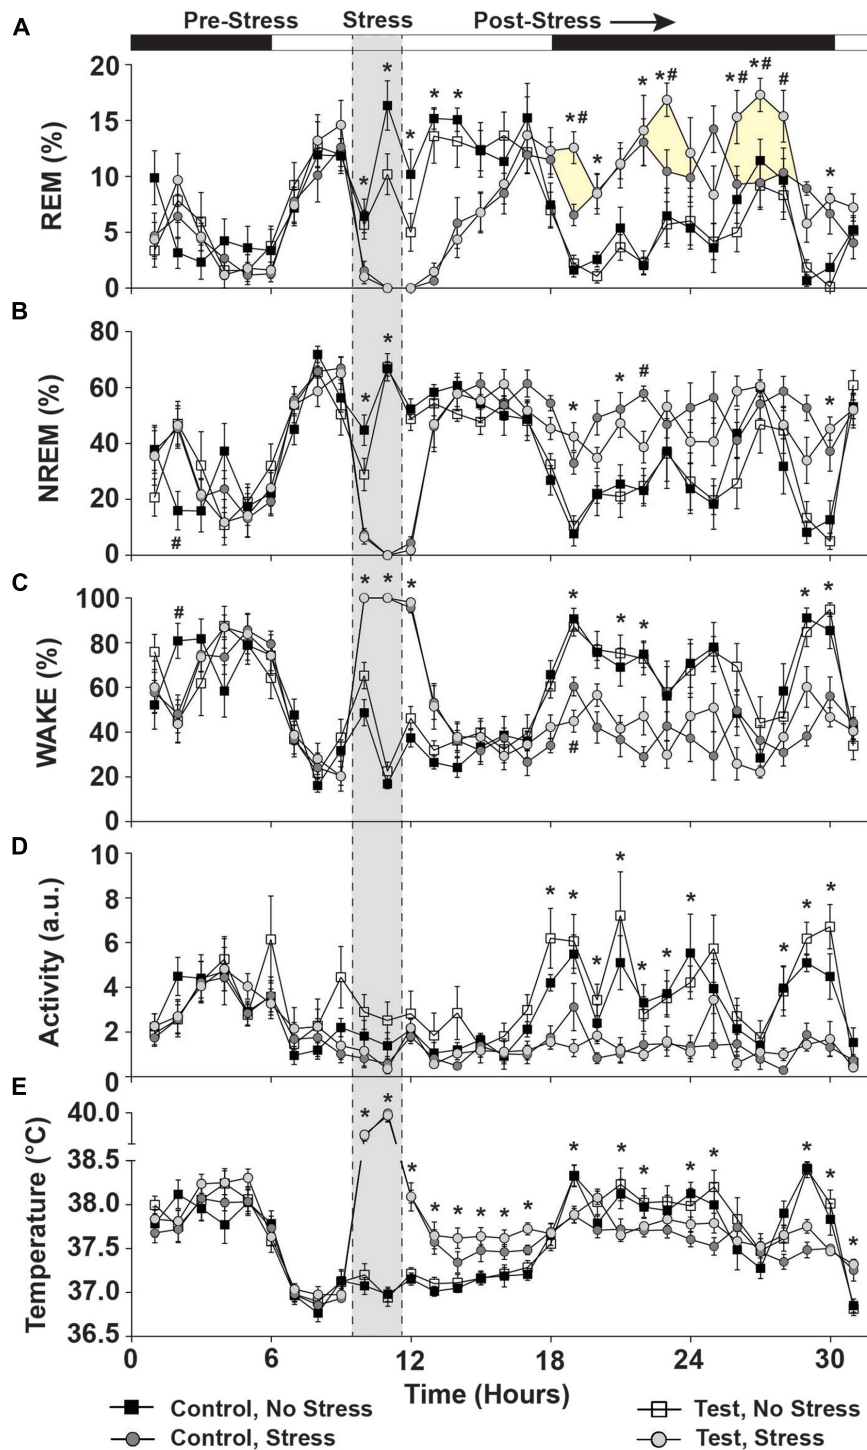 A Pre-Stress Stress Post-Stress
REM (%)
20
15
10
5
0
* * * * * *# * * *# *# *# # *
B
NREM (%)
80
60
40
20
0
# * * * * # *
C
WAKE (%)
100
80
60
40
20
0
# * * * * # * * * *
D
Activity (a.u.)
10
8
6
4
2
0
* * * * * * * * * *
E
Temperature (°C)
40.0
38.5
38.0
37.5
37.0
36.5
* * * * * * * * * * * * * * * *
0 6 12 18 24 30
Time (Hours)
Control, No Stress Test, No Stress
Control, Stress Test, Stress